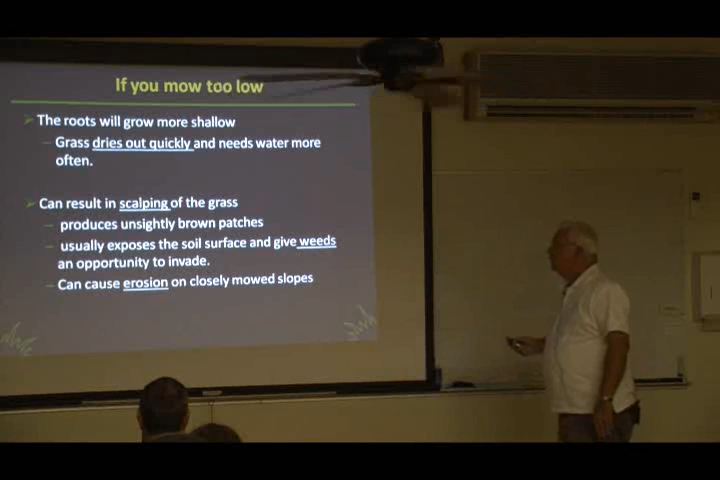 If you mow too low
The roots will grow more shallow
– Grass dries out quickly and needs water more
often.
Can result in scalping of the grass
– produces unsightly brown patches
– usually exposes the soil surface and give weeds
an opportunity to invade.
– Can cause erosion on closely mowed slopes